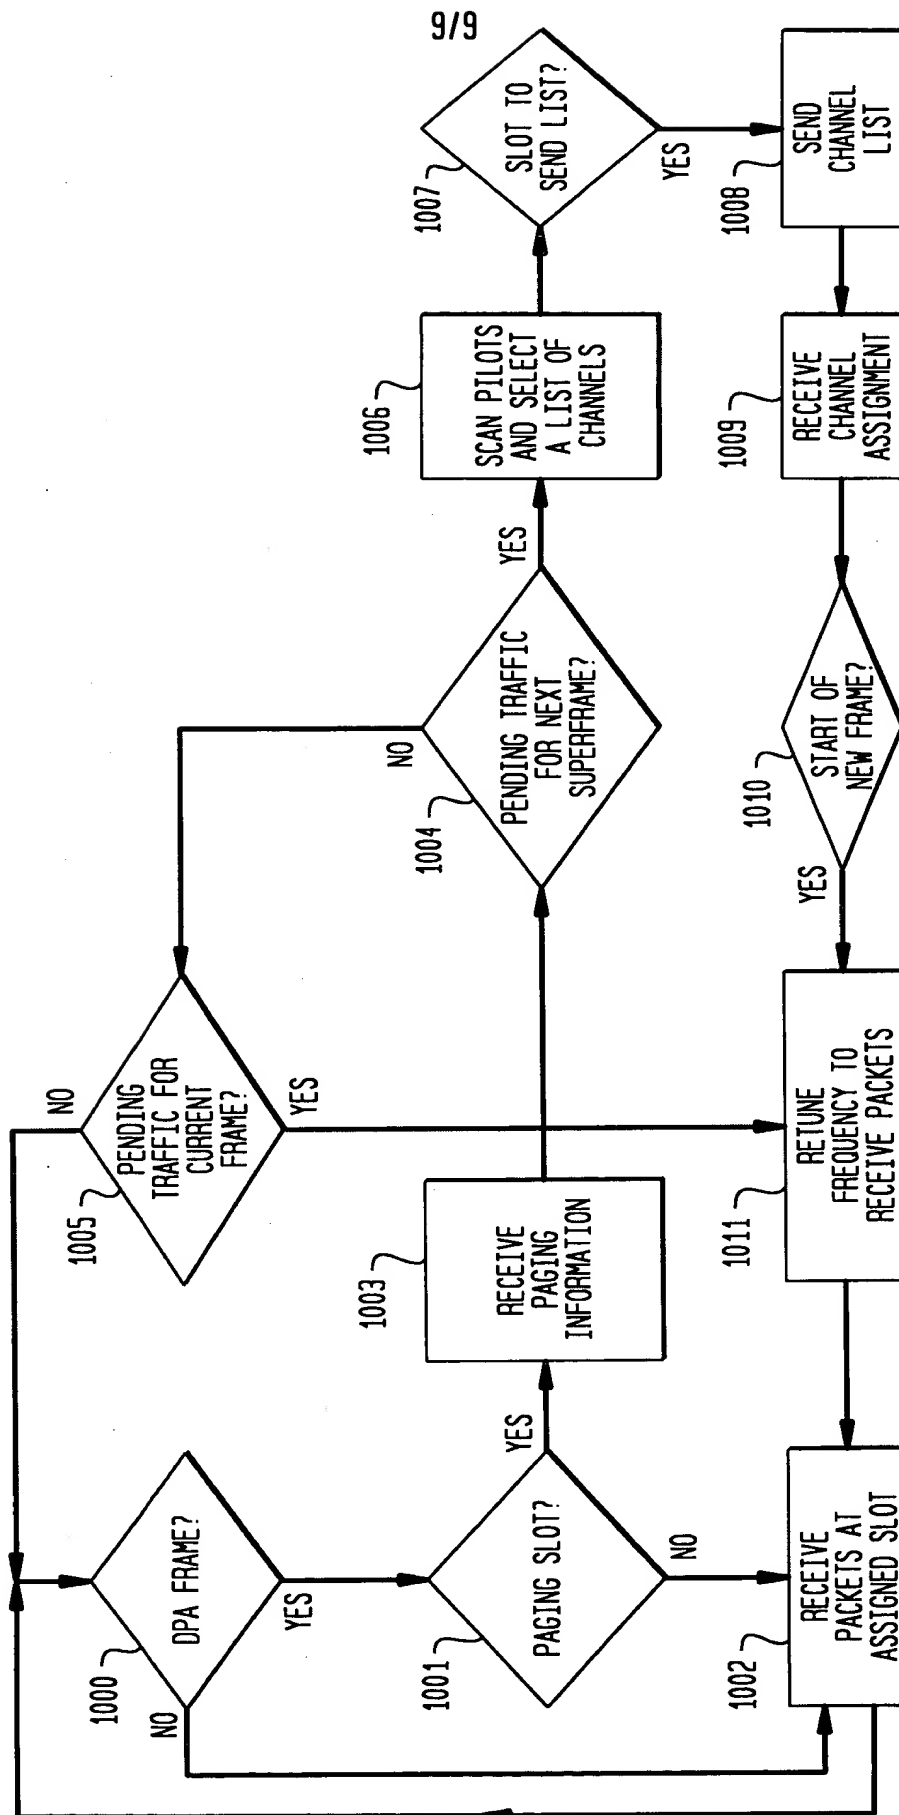 9/9
1000
DPA FRAME?
NO
YES
1001
PAGING SLOT?
YES
NO
1002
RECEIVE
PACKETS AT
ASSIGNED SLOT
1003
RECEIVE
PAGING
INFORMATION
1004
PENDING TRAFFIC
FOR NEXT
SUPERFRAME?
NO
YES
1005
PENDING
TRAFFIC FOR
CURRENT
FRAME?
NO
YES
1006
SCAN PILOTS
AND SELECT
A LIST OF
CHANNELS
1007
SLOT TO
SEND LIST?
YES
1008
SEND
CHANNEL
LIST
1009
RECEIVE
CHANNEL
ASSIGNMENT
1010
START OF
NEW FRAME?
YES
1011
RETUNE
FREQUENCY TO
RECEIVE PACKETS